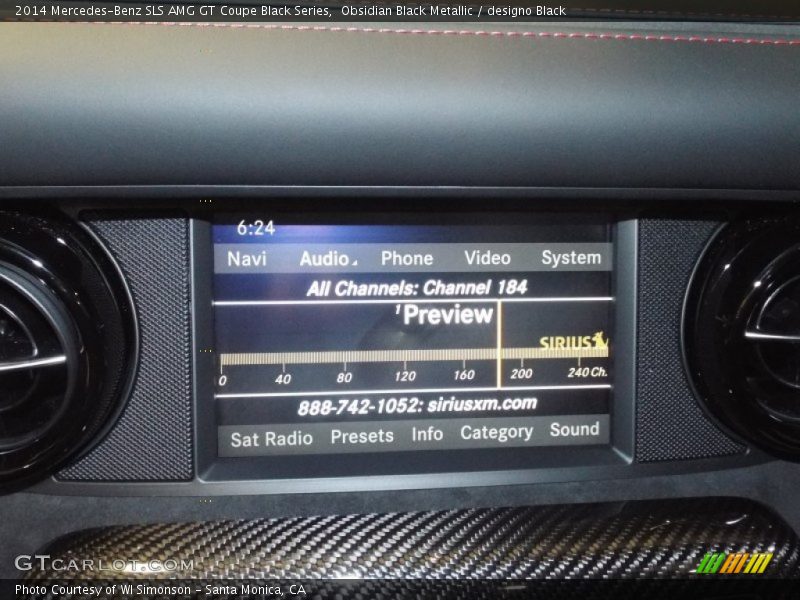 2014 Mercedes-Benz SLS AMG GT Coupe Black Series,  Obsidian Black Metallic / designo Black
6:24
Navi Audio Phone Video System
All Channels: Channel 184
1 Preview
SIRIUS
0 40 80 120 160 200 240 Ch.
888-742-1052: siriusxm.com
Sat Radio Presets Info Category Sound
GTCARLOT.COM
Photo Courtesy of WI Simonson - Santa Monica, CA